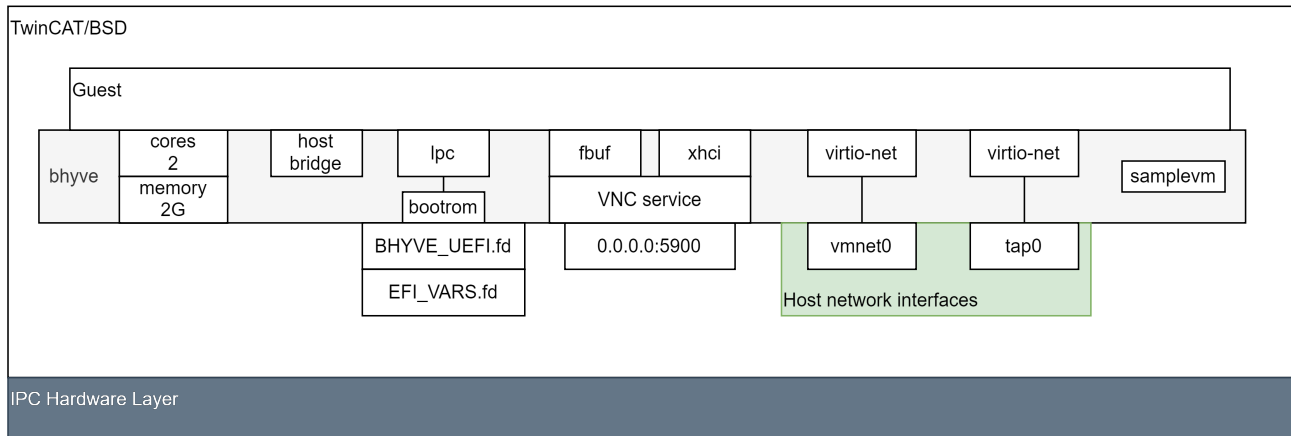 TwinCAT/BSD
Guest
bhyve
cores
2
memory
2G
host
bridge
lpc
bootrom
BHYVE_UEFI.fd
EFI_VARS.fd
fbuf
xhci
VNC service
0.0.0.0:5900
virtio-net
vmnet0
virtio-net
tap0
Host network interfaces
samplevm
IPC Hardware Layer